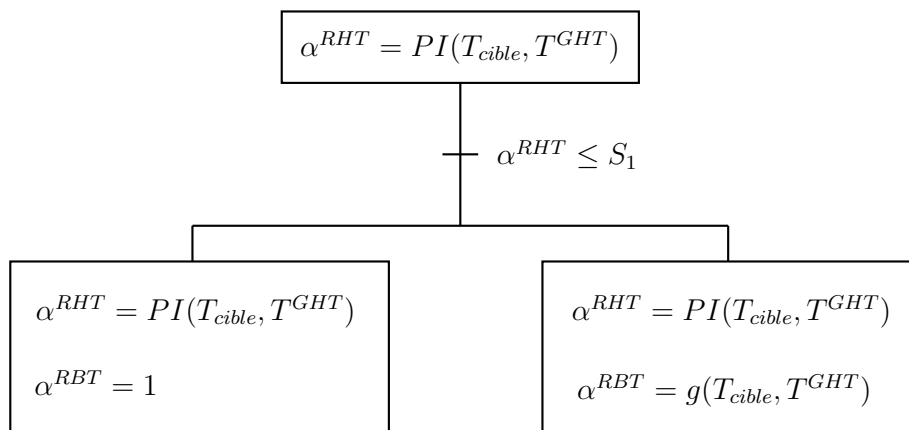 α^{RHT} = PI(T_{cible}, T^{GHT})
α^{RHT} ≤ S_1
α^{RHT} = PI(T_{cible}, T^{GHT})
α^{RBT} = 1
α^{RHT} = PI(T_{cible}, T^{GHT})
α^{RBT} = g(T_{cible}, T^{GHT})